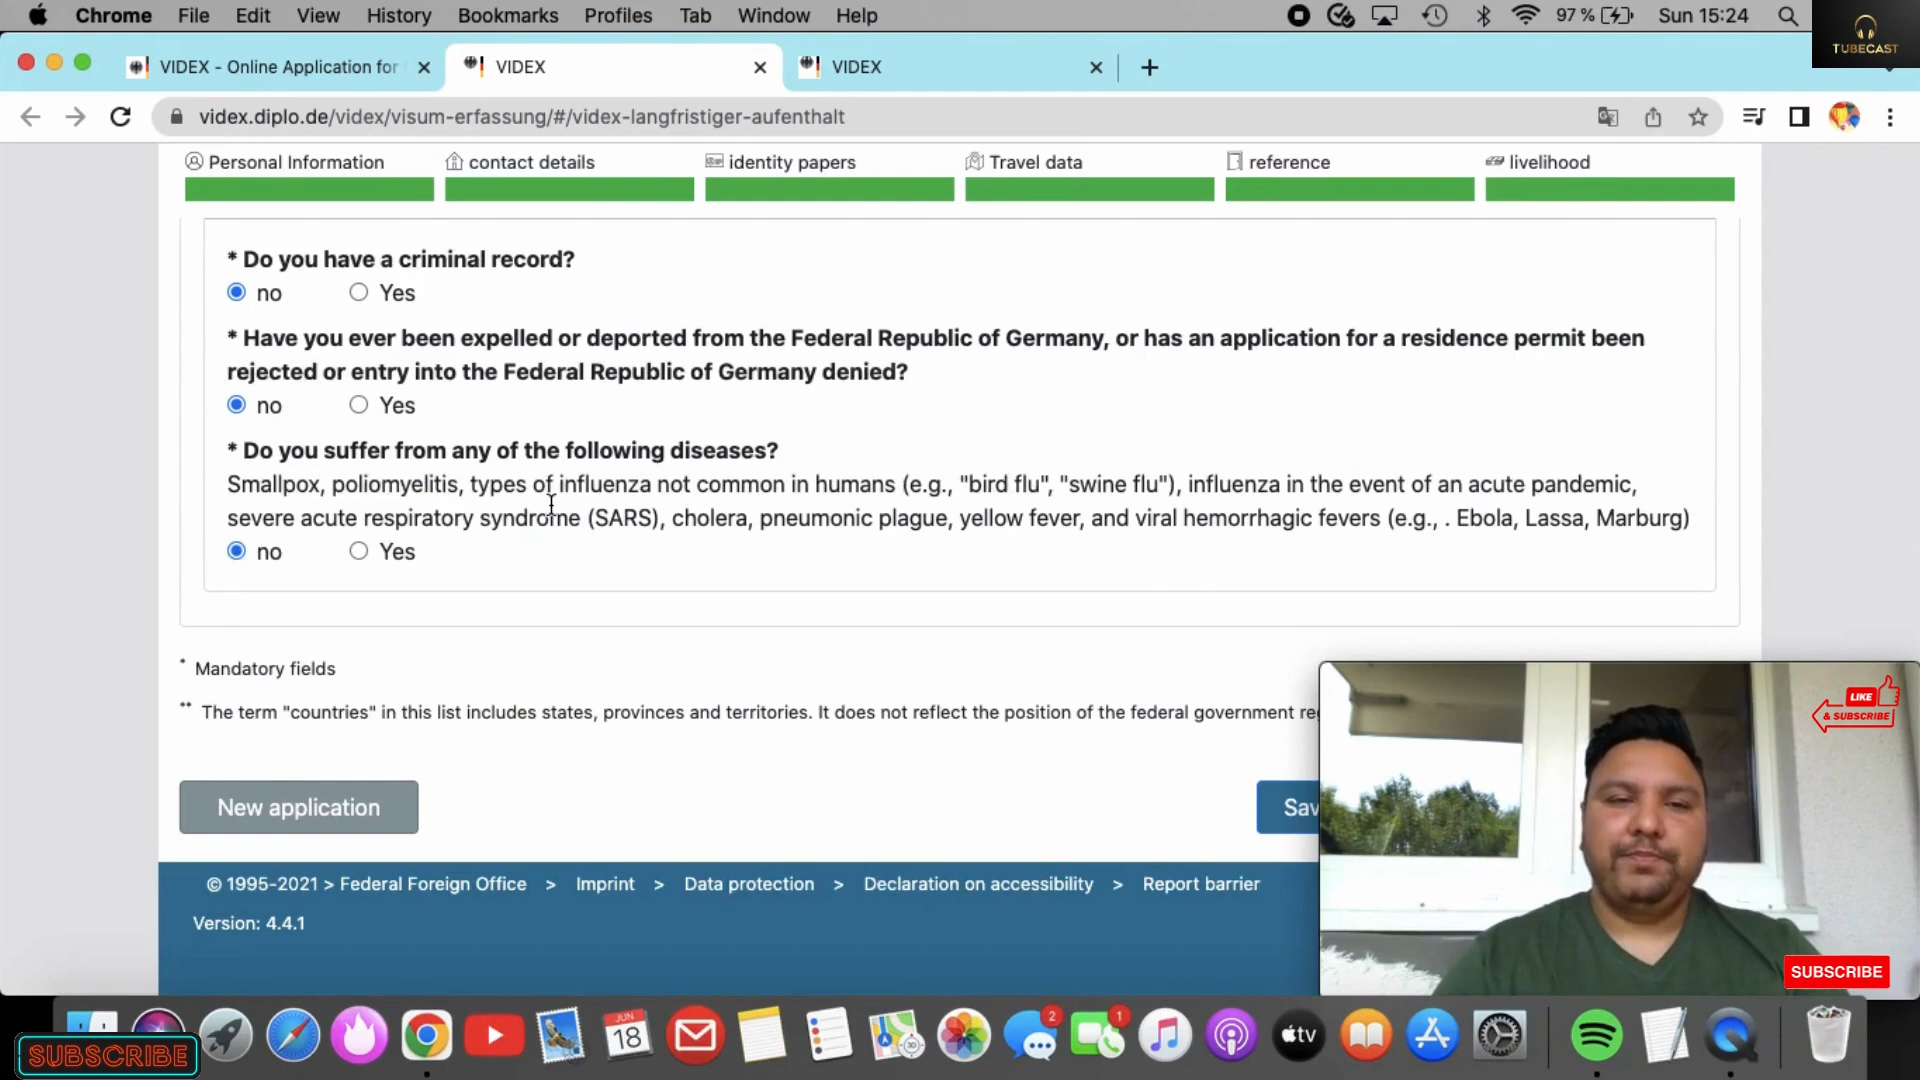 Chrome File Edit View History Bookmarks Profiles Tab Window Help 97 % Sun 15:24
TUBECAST
VIDEX - Online Application for VIDEX VIDEX
videx.diplo.de/videx/visum-erfassung/#/videx-langfristiger-aufenthalt
Personal Information contact details identity papers Travel data reference livelihood
* Do you have a criminal record?
no Yes
* Have you ever been expelled or deported from the Federal Republic of Germany, or has an application for a residence permit been
rejected or entry into the Federal Republic of Germany denied?
no Yes
* Do you suffer from any of the following diseases?
Smallpox, poliomyelitis, types of influenza not common in humans (e.g., "bird flu", "swine flu"), influenza in the event of an acute pandemic,
severe acute respiratory syndrome (SARS), cholera, pneumonic plague, yellow fever, and viral hemorrhagic fevers (e.g., . Ebola, Lassa, Marburg)
no Yes
* Mandatory fields
** The term "countries" in this list includes states, provinces and territories. It does not reflect the position of the federal government
LIKE
& SUBSCRIBE
New application Sav
© 1995-2021 > Federal Foreign Office > Imprint > Data protection > Declaration on accessibility > Report barrier
Version: 4.4.1
SUBSCRIBE
SUBSCRIBE
JUN
18
3D
2
1
tv